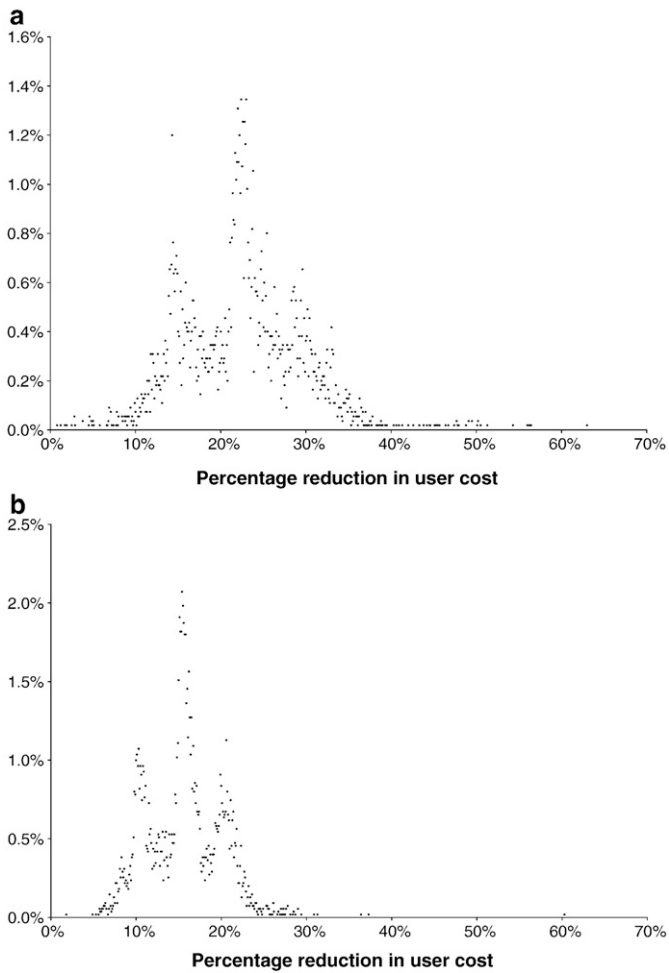 a
1.6%
1.4%
1.2%
1.0%
0.8%
0.6%
0.4%
0.2%
0.0%
0% 10% 20% 30% 40% 50% 60% 70%
Percentage reduction in user cost
b
2.5%
2.0%
1.5%
1.0%
0.5%
0.0%
0% 10% 20% 30% 40% 50% 60% 70%
Percentage reduction in user cost